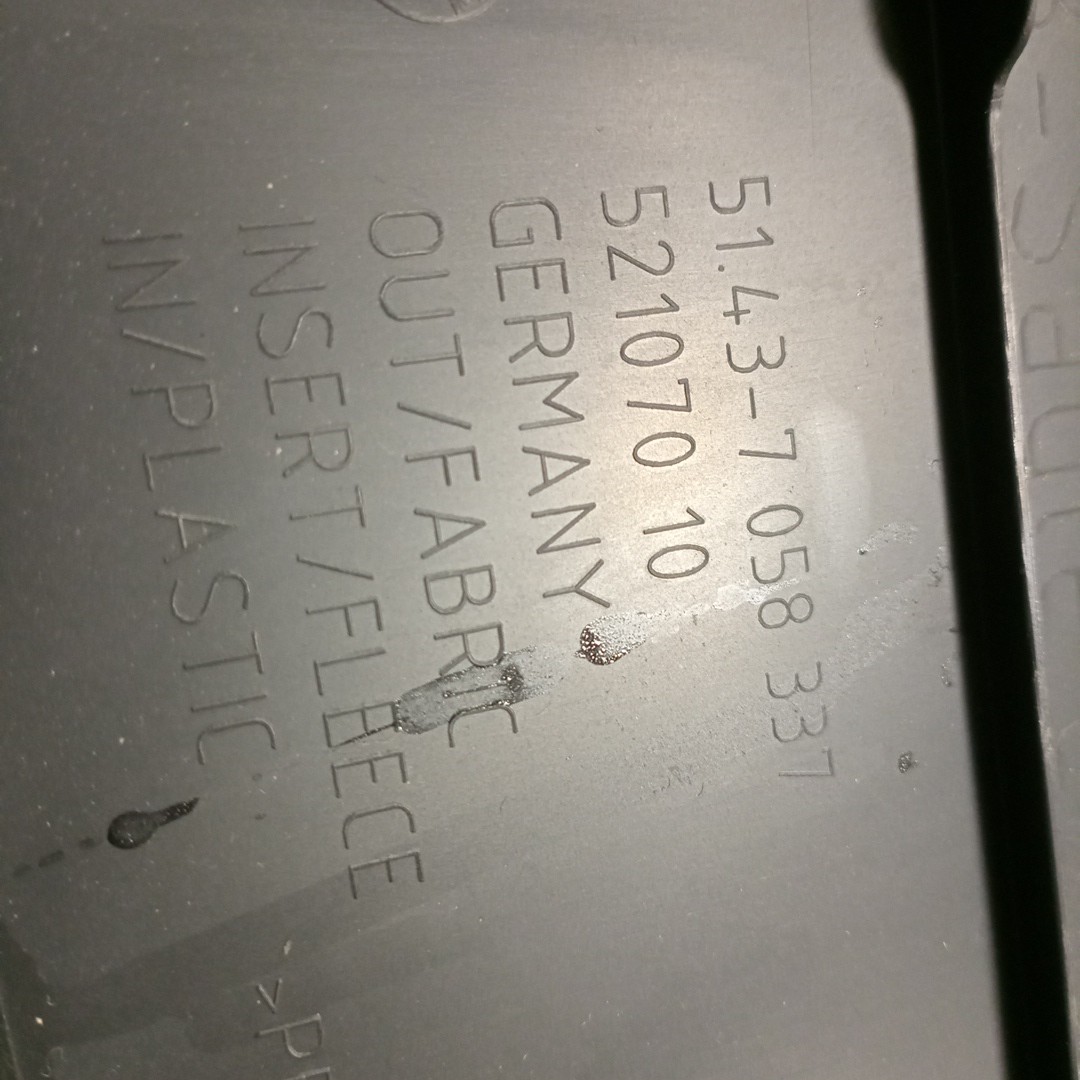 51.43-7 058 337
521070 10
GERMANY
OUT/FABRIC
INSERT/FLEECE
IN/PLASTIC